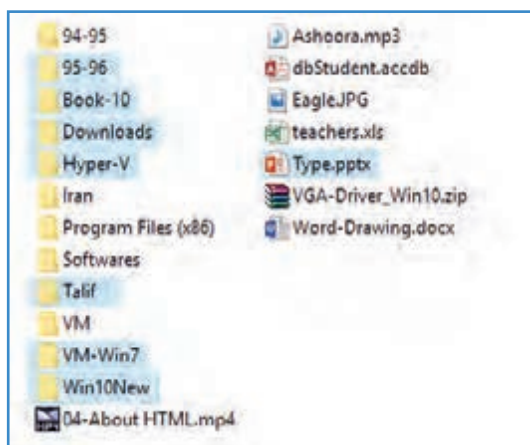 94-95
95-96
Book-10
Downloads
Hyper-V
Iran
Program Files (x86)
Softwares
Talif
VM
VM-Win7
Win10New
04-About HTML.mp4
Ashoora.mp3
dbStudent.accdb
EagleJPG
teachers.xls
Type.pptx
VGA-Driver_Win10.zip
Word-Drawing.docx